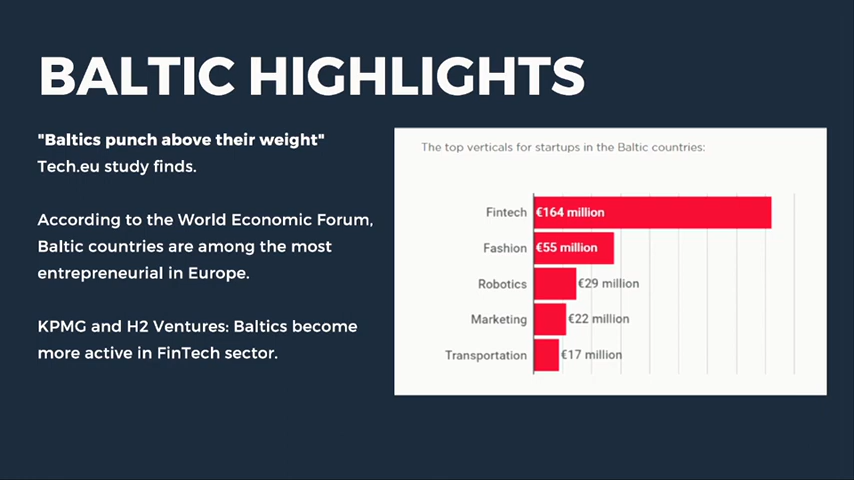 BALTIC HIGHLIGHTS
"Baltics punch above their weight"
Tech.eu study finds.
According to the World Economic Forum,
Baltic countries are among the most
entrepreneurial in Europe.
KPMG and H2 Ventures: Baltics become
more active in FinTech sector.
The top verticals for startups in the Baltic countries:
Fintech €164 million
Fashion €55 million
Robotics €29 million
Marketing €22 million
Transportation €17 million